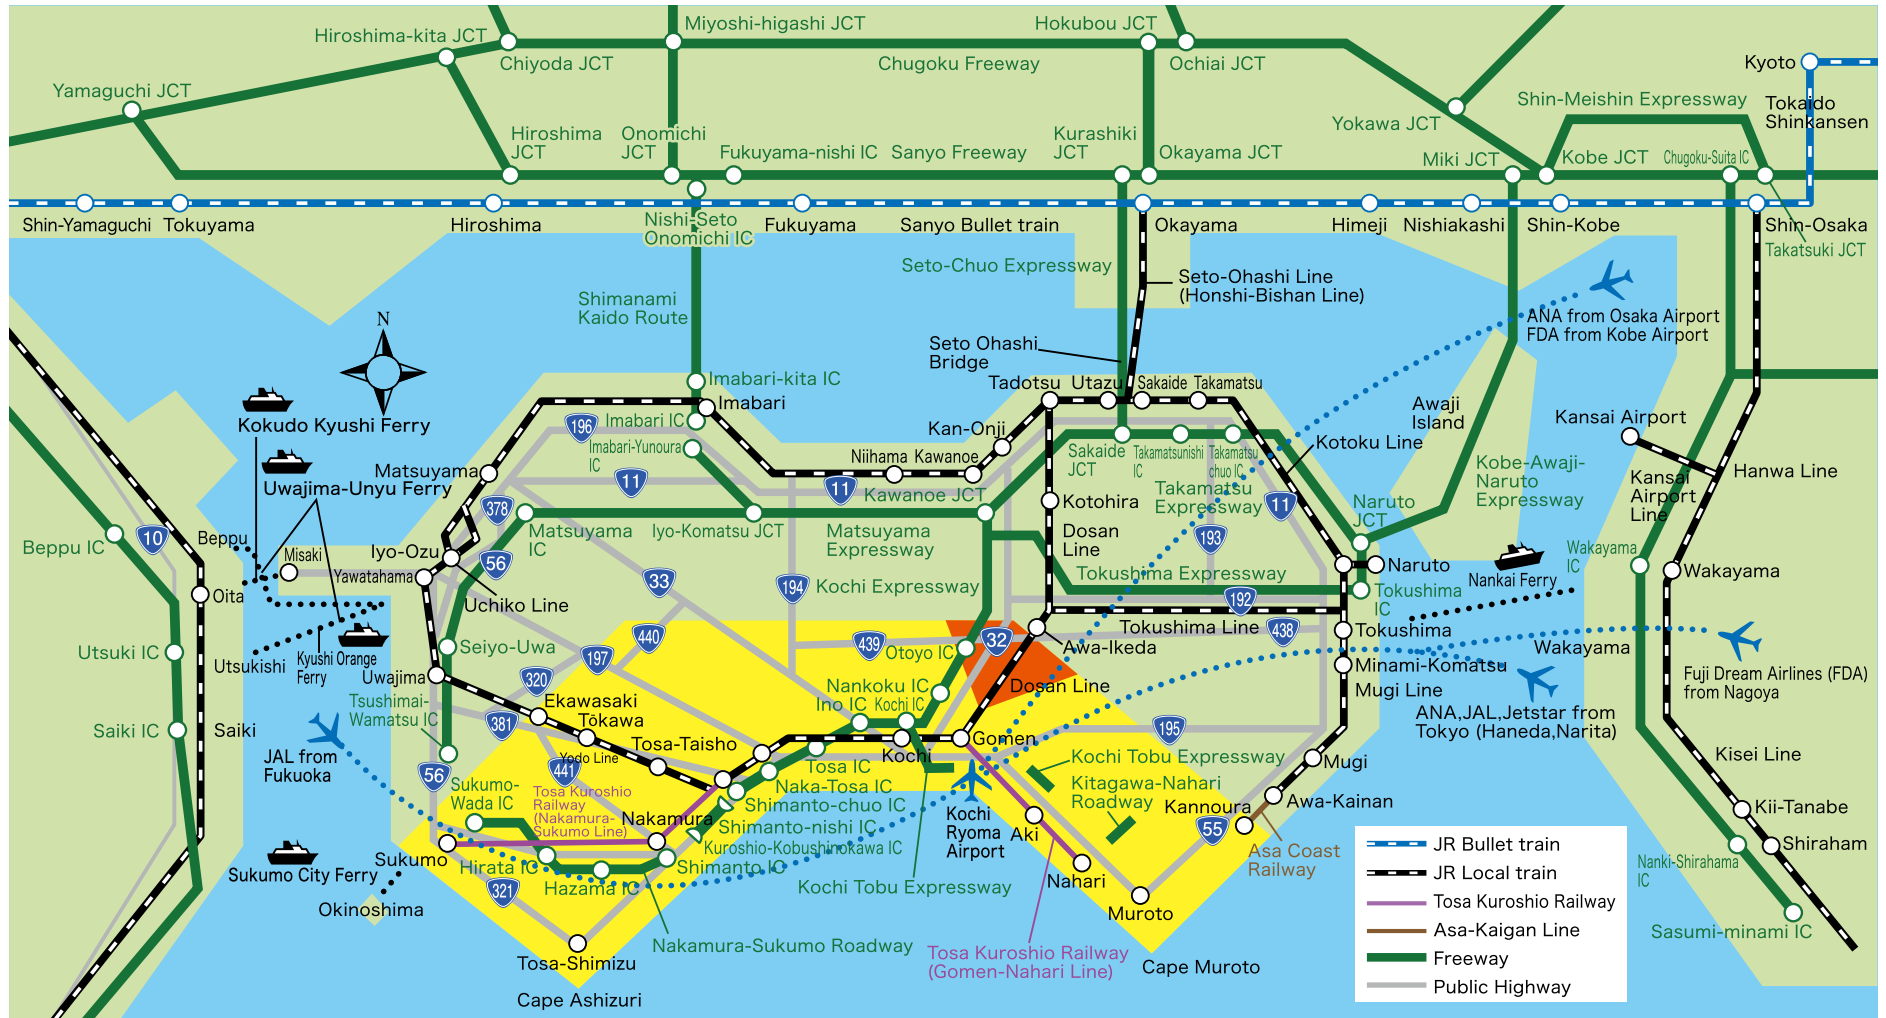 Miyoshi-higashi JCT
Hokubou JCT
Hiroshima-kita JCT
Chiyoda JCT
Chugoku Freeway
Ochiai JCT
Kyoto
Yamaguchi JCT
Shin-Meishin Expressway
Tokaido
Shinkansen
Yokawa JCT
Hiroshima
JCT
Onomichi
JCT
Fukuyama-nishi IC
Sanyo Freeway
Kurashiki
JCT
Okayama JCT
Miki JCT
Kobe JCT
Chugoku-Suita IC
Shin-Yamaguchi
Tokuyama
Hiroshima
Nishi-Seto
Onomichi IC
Fukuyama
Sanyo Bullet train
Okayama
Himeji
Nishiakashi
Shin-Kobe
Shin-Osaka
Takatsuki JCT
Seto-Chuo Expressway
Seto-Ohashi Line
(Honshi-Bishan Line)
Shimanami
Kaido Route
N
ANA from Osaka Airport
FDA from Kobe Airport
Seto Ohashi
Bridge
Imabari-kita IC
Tadotsu
Utazu
Sakaide
Takamatsu
Imabari
Imabari IC
196
Kokudo Kyushi Ferry
Awaji
Island
Kansai Airport
Kan-Onji
Kotoku Line
Imabari-Yunoura
IC
Niihama
Kawanoe
Sakaide
JCT
Takamatsunishi
IC
Takamatsu
chuo IC
Matsuyama
Uwajima-Unyu Ferry
11
11
Kawanoe JCT
Kotohira
Takamatsu
Expressway
11
Kobe-Awaji-
Naruto
Expressway
Kansai
Airport
Line
Hanwa Line
378
Naruto
JCT
Matsuyama
IC
Iyo-Komatsu JCT
Matsuyama
Expressway
Dosan
Line
193
Beppu IC
10
Beppu
Misaki
Iyo-Ozu
56
Yawatahama
33
194
Kochi Expressway
Tokushima Expressway
Naruto
Nankai Ferry
Wakayama
IC
Wakayama
Oita
Uchiko Line
192
Tokushima
IC
440
439
32
Otoyo IC
Awa-Ikeda
Tokushima Line
438
Tokushima
Utsuki IC
Utsukishi
Kyushi Orange
Ferry
Seiyo-Uwa
Uwajima
197
320
Minami-Komatsu
Wakayama
Fuji Dream Airlines (FDA)
from Nagoya
Dosan Line
Mugi Line
Nankoku IC
Ino IC
Kochi IC
Tsushimai-
Wamatsu IC
Ekawasaki
Tōkawa
381
ANA,JAL,Jetstar from
Tokyo (Haneda,Narita)
Saiki IC
Saiki
JAL from
Fukuoka
Tosa-Taisho
Kochi
Gomen
195
Kisei Line
Yodo Line
441
56
Tosa IC
Kochi Tobu Expressway
Mugi
Sukumo-
Wada IC
Tosa Kuroshio
Railway
(Nakamura-
Sukumo Line)
Naka-Tosa IC
Shimanto-chuo IC
Kitagawa-Nahari
Roadway
Kannoura
Awa-Kainan
Kii-Tanabe
Nakamura
Shimanto-nishi IC
Kochi
Ryoma
Airport
Aki
55
Kuroshio-Kobushinokawa IC
Shiraham
Sukumo
Hirata IC
Shimanto IC
Asa Coast
Railway
Nanki-Shirahama
IC
Sukumo City Ferry
321
Hazama IC
Kochi Tobu Expressway
Nahari
Okinoshima
Muroto
Sasumi-minami IC
Nakamura-Sukumo Roadway
Tosa Kuroshio Railway
(Gomen-Nahari Line)
Tosa-Shimizu
Cape Muroto
Cape Ashizuri
JR Bullet train
JR Local train
Tosa Kuroshio Railway
Asa-Kaigan Line
Freeway
Public Highway